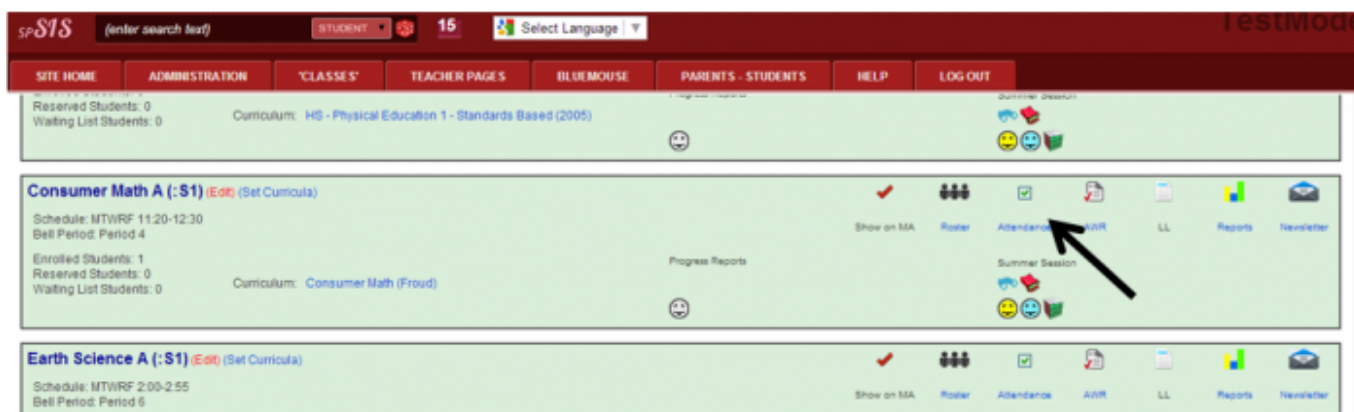 spSIS (enter search text) STUDENT 15 Select Language TestMode
SITE HOME ADMINISTRATION 'CLASSES' TEACHER PAGES BLUEMOUSE PARENTS - STUDENTS HELP LOG OUT
Progress Reports Summer Session
Reserved Students: 0
Waiting List Students: 0 Curriculum: HS - Physical Education 1 - Standards Based (2005)
Consumer Math A (:S1) (Edit) (Set Curricula)
Schedule: MTWRF 11:20-12:30
Bell Period: Period 4
Show on MA Roster Attendance AWR LL Reports Newsletter
Enrolled Students: 1 Progress Reports Summer Session
Reserved Students: 0
Waiting List Students: 0 Curriculum: Consumer Math (Froud)
Earth Science A (:S1) (Edit) (Set Curricula)
Schedule: MTWRF 2:00-2:55
Bell Period: Period 6
Show on MA Roster Attendance AWR LL Reports Newsletter